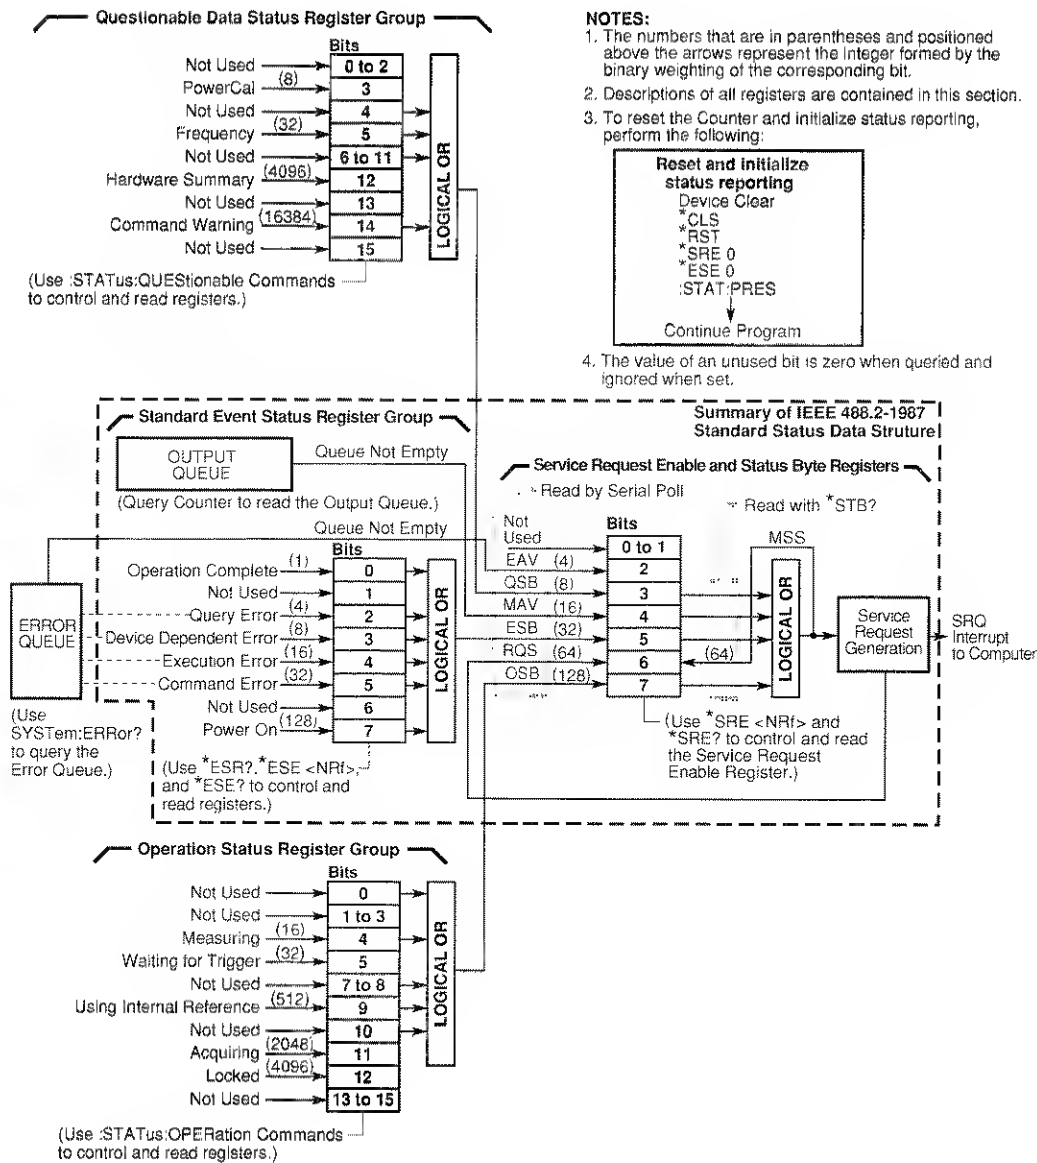 Questionable Data Status Register Group
Bits
Not Used 0 to 2
PowerCal (8) 3
Not Used 4
Frequency (32) 5
Not Used 6 to 11
Hardware Summary (4096) 12
Not Used 13
Command Warning (16384) 14
Not Used 15
LOGICAL OR
(Use :STATus:QUEStionable Commands
to control and read registers.)
NOTES:
1. The numbers that are in parentheses and positioned
above the arrows represent the Integer formed by the
binary weighting of the corresponding bit.
2. Descriptions of all registers are contained in this section.
3. To reset the Counter and initialize status reporting,
perform the following:
Reset and initialize
status reporting
Device Clear
*CLS
*RST
*SRE 0
*ESE 0
:STAT:PRES
Continue Program
4. The value of an unused bit is zero when queried and
ignored when set.
Summary of IEEE 488.2-1987
Standard Status Data Struture
Standard Event Status Register Group
OUTPUT
QUEUE
Queue Not Empty
(Query Counter to read the Output Queue.)
Queue Not Empty
Bits
Operation Complete (1) 0
Not Used 1
Query Error (4) 2
Device Dependent Error (8) 3
Execution Error (16) 4
Command Error (32) 5
Not Used 6
Power On (128) 7
LOGICAL OR
ERROR
QUEUE
(Use
SYSTem:ERRor?
to query the
Error Queue.)
(Use *ESR?.*ESE <NRf>,
and *ESE? to control and
read registers.)
Service Request Enable and Status Byte Registers
Read by Serial Poll
Read with *STB?
Bits
Not
Used 0 to 1
EAV (4) 2
QSB (8) 3
MAV (16) 4
ESB (32) 5
RQS (64) 6 (64)
OSB (128) 7
MSS
LOGICAL OR
Service
Request
Generation
SRQ
Interrupt
to Computer
(Use *SRE <NRf> and
*SRE? to control and read
the Service Request
Enable Register.)
Operation Status Register Group
Bits
Not Used 0
Not Used 1 to 3
Measuring (16) 4
Waiting for Trigger (32) 5
Not Used 7 to 8
Using Internal Reference (512) 9
Not Used 10
Acquiring (2048) 11
Locked (4096) 12
Not Used 13 to 15
LOGICAL OR
(Use :STATus:OPERation Commands
to control and read registers.)